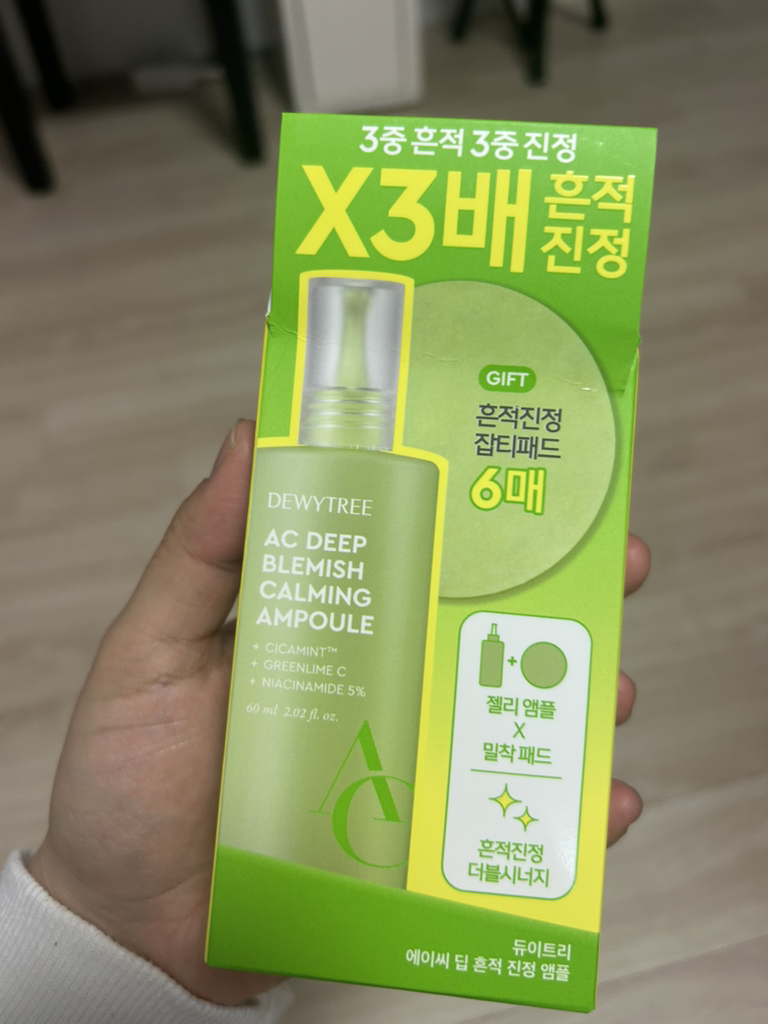 3중 흔적 3중 진정
X3배 흔적
진정
GIFT
흔적진정
잡티패드
6매
DEWYTREE
AC DEEP
BLEMISH
CALMING
AMPOULE
+ CICAMINT™
+ GREENLIME C
+ NIACINAMIDE 5%
60 ml 2.02 fl. oz.
AC
+
젤리 앰플
X
밀착 패드
흔적진정
더블시너지
듀이트리
에이씨 딥 흔적 진정 앰플